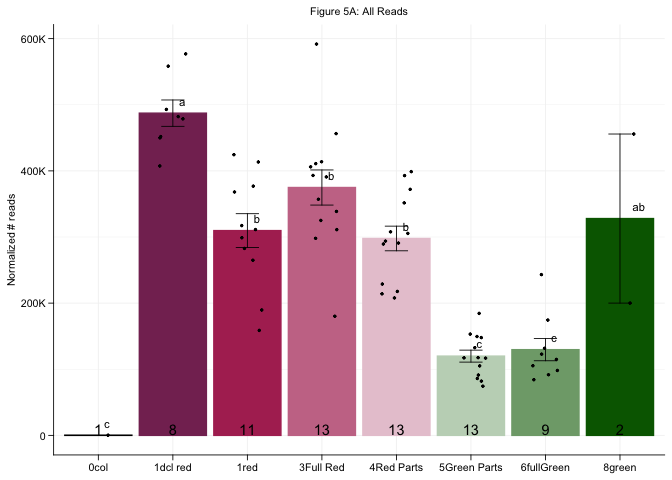 Figure 5A: All Reads
Normalized # reads
600K
400K
200K
0
a
b
b
b
c
c
c
ab
1
8
11
13
13
13
9
2
0col
1dcl red
1red
3Full Red
4Red Parts
5Green Parts
6fullGreen
8green